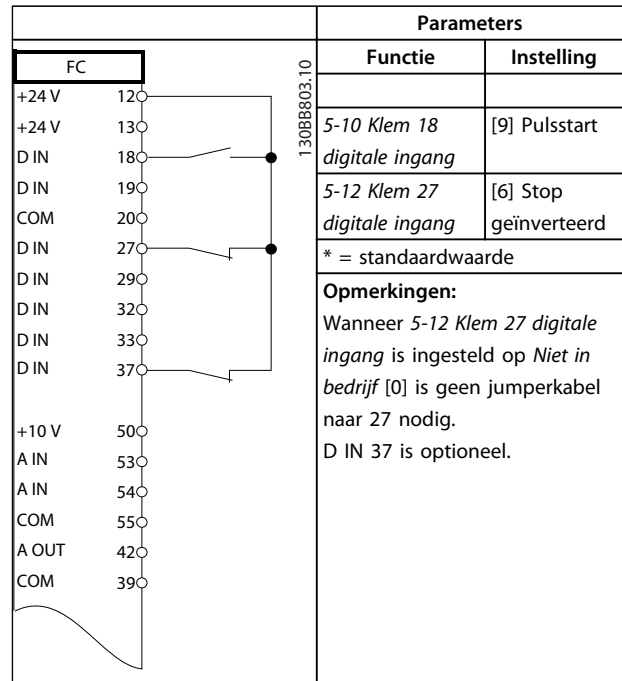 Parameters
Functie Instelling
5-10 Klem 18 [9] Pulsstart
digitale ingang
5-12 Klem 27 [6] Stop
digitale ingang geïnverteerd
* = standaardwaarde
Opmerkingen:
Wanneer 5-12 Klem 27 digitale
ingang is ingesteld op Niet in
bedrijf [0] is geen jumperkabel
naar 27 nodig.
D IN 37 is optioneel.
FC
+24 V 12
+24 V 13
D IN 18
D IN 19
COM 20
D IN 27
D IN 29
D IN 32
D IN 33
D IN 37
+10 V 50
A IN 53
A IN 54
COM 55
A OUT 42
COM 39
130BB803.10